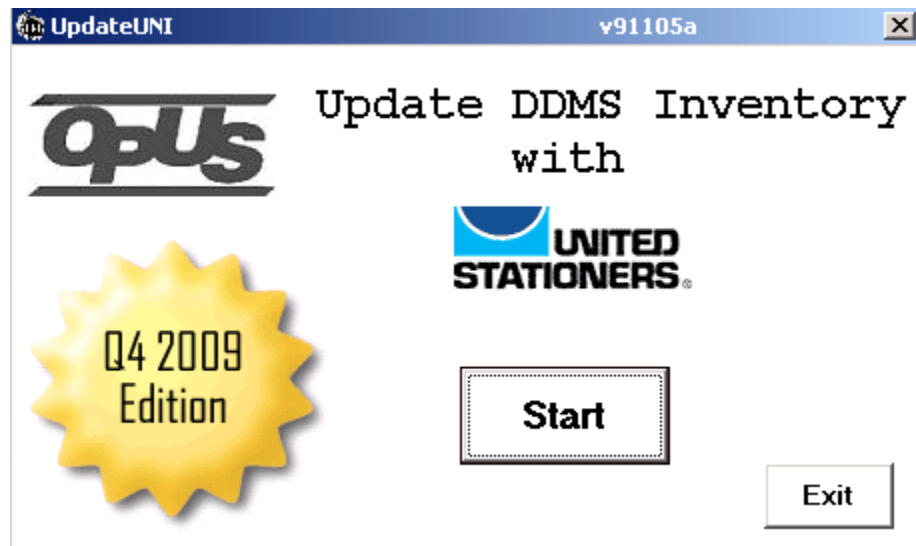 UpdateUNI v91105a
OPUS
Update DDMS Inventory
with
UNITED
STATIONERS®
Q4 2009
Edition
Start
Exit